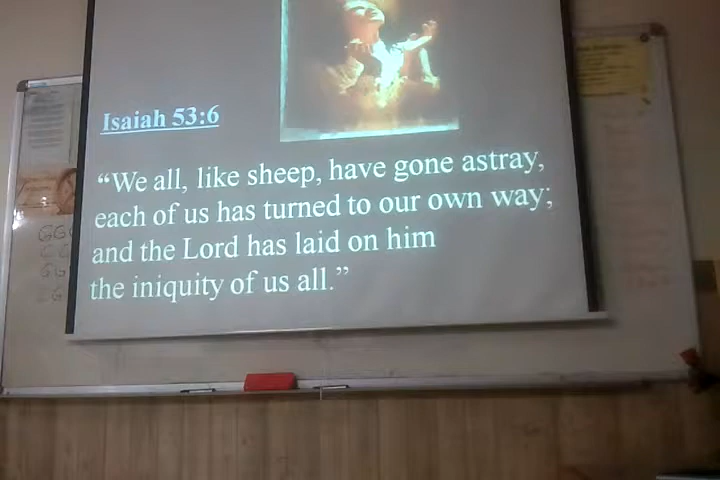 Isaiah 53:6
“We all, like sheep, have gone astray,
each of us has turned to our own way;
and the Lord has laid on him
the iniquity of us all.”